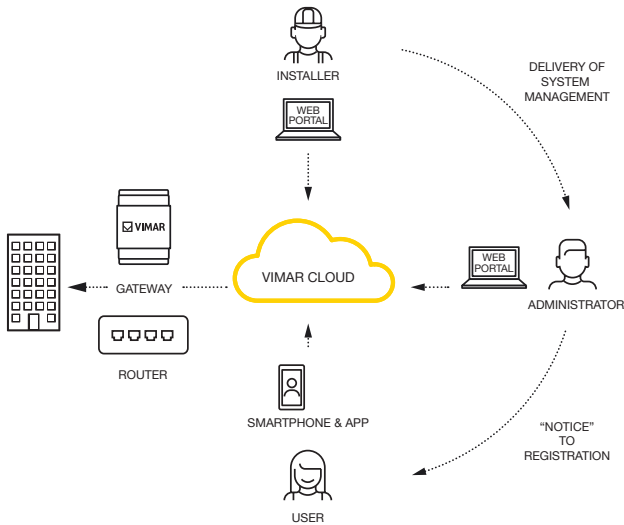 INSTALLER
WEB
PORTAL
DELIVERY OF
SYSTEM
MANAGEMENT
VIMAR
GATEWAY
VIMAR CLOUD
WEB
PORTAL
ADMINISTRATOR
ROUTER
SMARTPHONE & APP
"NOTICE"
TO
REGISTRATION
USER